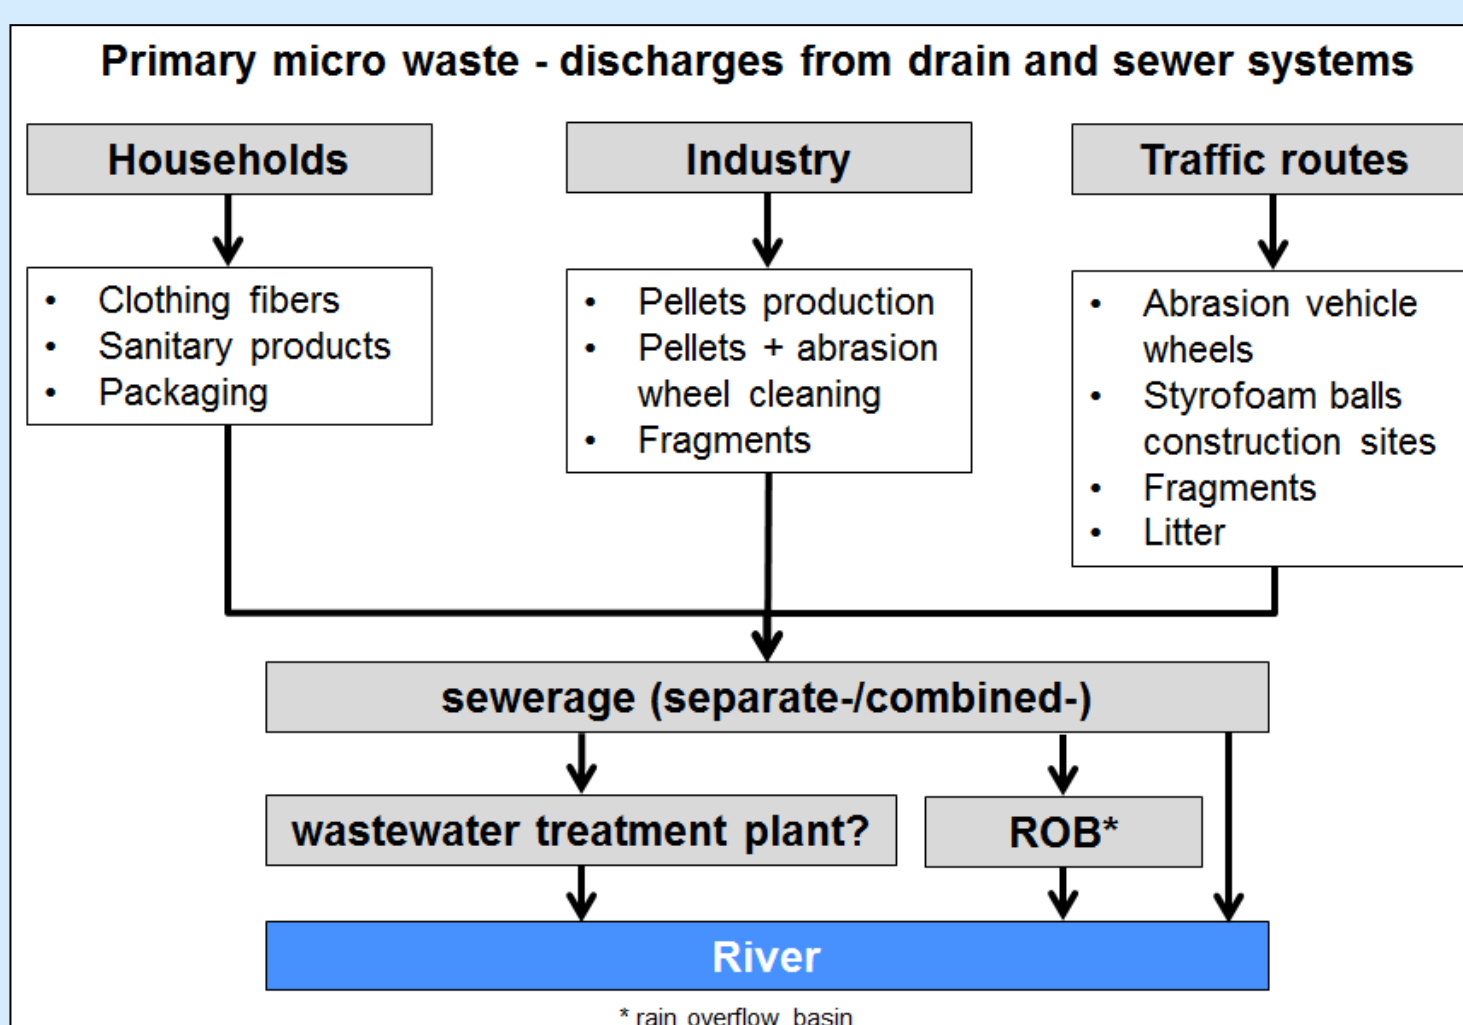 Primary micro waste - discharges from drain and sewer systems
Households
Industry
Traffic routes
• Clothing fibers
• Sanitary products
• Packaging
• Pellets production
• Pellets + abrasion
wheel cleaning
• Fragments
• Abrasion vehicle
wheels
• Styrofoam balls
construction sites
• Fragments
• Litter
sewerage (separate-/combined-)
wastewater treatment plant?
ROB*
River
* rain overflow basin